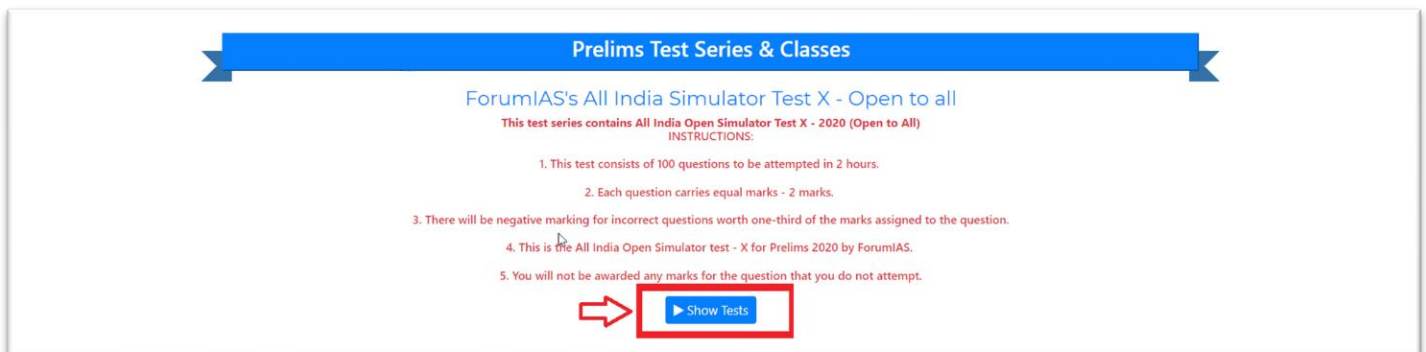 Prelims Test Series & Classes
ForumIAS's All India Simulator Test X - Open to all
This test series contains All India Open Simulator Test X - 2020 (Open to All)
INSTRUCTIONS:
1. This test consists of 100 questions to be attempted in 2 hours.
2. Each question carries equal marks - 2 marks.
3. There will be negative marking for incorrect questions worth one-third of the marks assigned to the question.
4. This is the All India Open Simulator test - X for Prelims 2020 by ForumIAS.
5. You will not be awarded any marks for the question that you do not attempt.
Show Tests